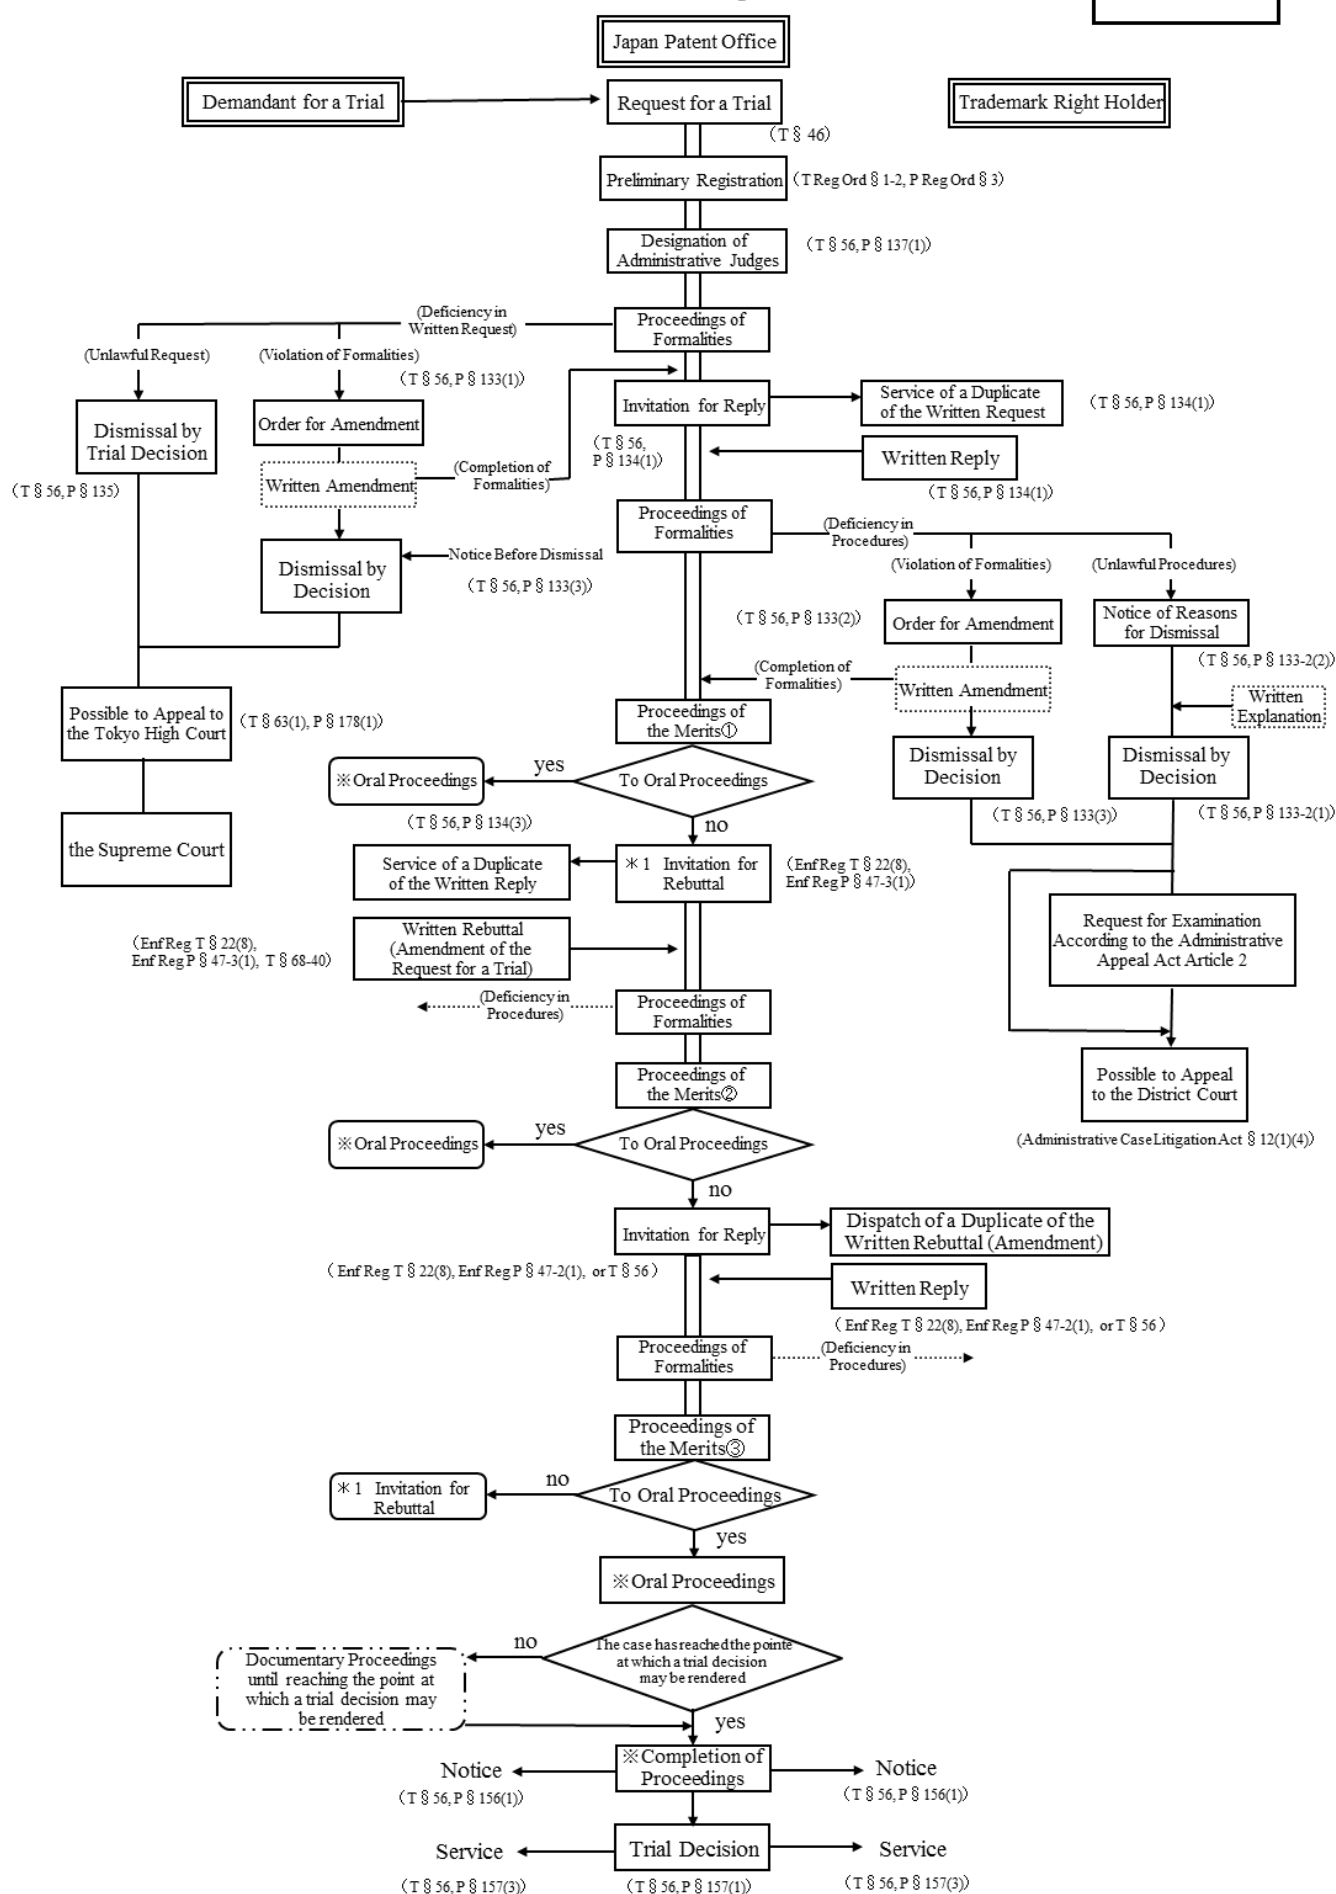 Japan Patent Office
Demandant for a Trial
Request for a Trial
Trademark Right Holder
(T § 46)
Preliminary Registration
(T Reg Ord § 1-2, P Reg Ord § 3)
Designation of
Administrative Judges
(T § 56, P § 137(1))
(Deficiency in
Written Request)
Proceedings of
Formalities
(Unlawful Request)
(Violation of Formalities)
(T § 56, P § 133(1))
Dismissal by
Trial Decision
(T § 56, P § 135)
Order for Amendment
Written Amendment
(Completion of
Formalities)
Invitation for Reply
(T § 56,
P § 134(1))
Service of a Duplicate
of the Written Request
(T § 56, P § 134(1))
Written Reply
(T § 56, P § 134(1))
Proceedings of
Formalities
(Deficiency in
Procedures)
Dismissal by
Decision
Notice Before Dismissal
(T § 56, P § 133(3))
(Violation of Formalities)
(Unlawful Procedures)
(T § 56, P § 133(2))
Order for Amendment
Notice of Reasons
for Dismissal
(T § 56, P § 133-2(2))
(Completion of
Formalities)
Written Amendment
Written
Explanation
Possible to Appeal to
the Tokyo High Court
(T § 63(1), P § 178(1))
Proceedings of
the Merits①
Dismissal by
Decision
Dismissal by
Decision
(T § 56, P § 133(3))
(T § 56, P § 133-2(1))
※Oral Proceedings
yes
To Oral Proceedings
(T § 56, P § 134(3))
no
the Supreme Court
Service of a Duplicate
of the Written Reply
＊1 Invitation for
Rebuttal
(Enf Reg T § 22(8),
Enf Reg P § 47-3(1))
(Enf Reg T § 22(8),
Enf Reg P § 47-3(1), T § 68-40)
Written Rebuttal
(Amendment of the
Request for a Trial)
Request for Examination
According to the Administrative
Appeal Act Article 2
(Deficiency in
Procedures)
Proceedings of
Formalities
Proceedings of
the Merits②
Possible to Appeal
to the District Court
(Administrative Case Litigation Act § 12(1)(4))
※Oral Proceedings
yes
To Oral Proceedings
no
Invitation for Reply
Dispatch of a Duplicate of the
Written Rebuttal (Amendment)
(Enf Reg T § 22(8), Enf Reg P § 47-2(1), or T § 56)
Written Reply
(Enf Reg T § 22(8), Enf Reg P § 47-2(1), or T § 56)
Proceedings of
Formalities
(Deficiency in
Procedures)
Proceedings of
the Merits③
＊1 Invitation for
Rebuttal
no
To Oral Proceedings
yes
※Oral Proceedings
no
The case has reached the pointe
at which a trial decision
may be rendered
Documentary Proceedings
until reaching the point at
which a trial decision may
be rendered
yes
Notice
※Completion of
Proceedings
Notice
(T § 56, P § 156(1))
(T § 56, P § 156(1))
Service
Trial Decision
Service
(T § 56, P § 157(3))
(T § 56, P § 157(1))
(T § 56, P § 157(3))